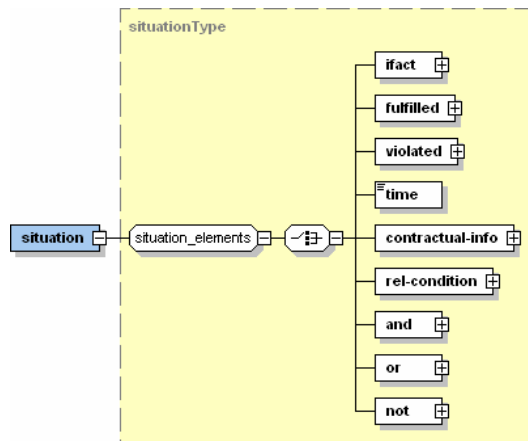 situationType
ifact
fulfilled
violated
time
situation
situation_elements
contractual-info
rel-condition
and
or
not